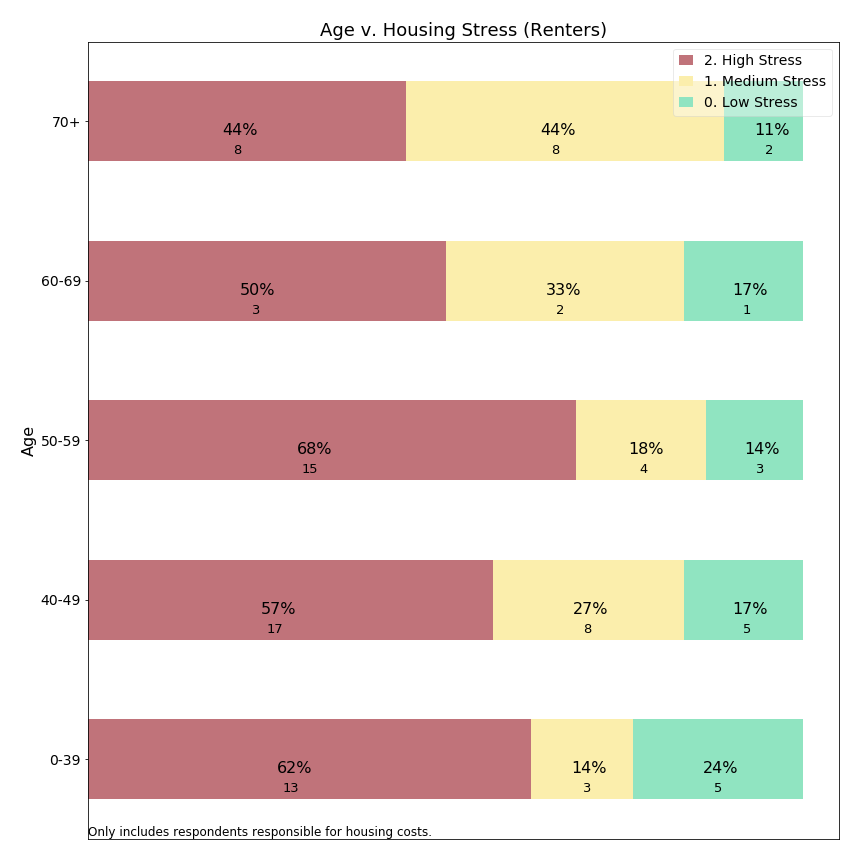 Age v. Housing Stress (Renters)
2. High Stress
1. Medium Stress
0. Low Stress
70+
44% 44% 11%
8 8 2
60-69
50% 33% 17%
3 2 1
Age
50-59
68% 18% 14%
15 4 3
40-49
57% 27% 17%
17 8 5
0-39
62% 14% 24%
13 3 5
Only includes respondents responsible for housing costs.